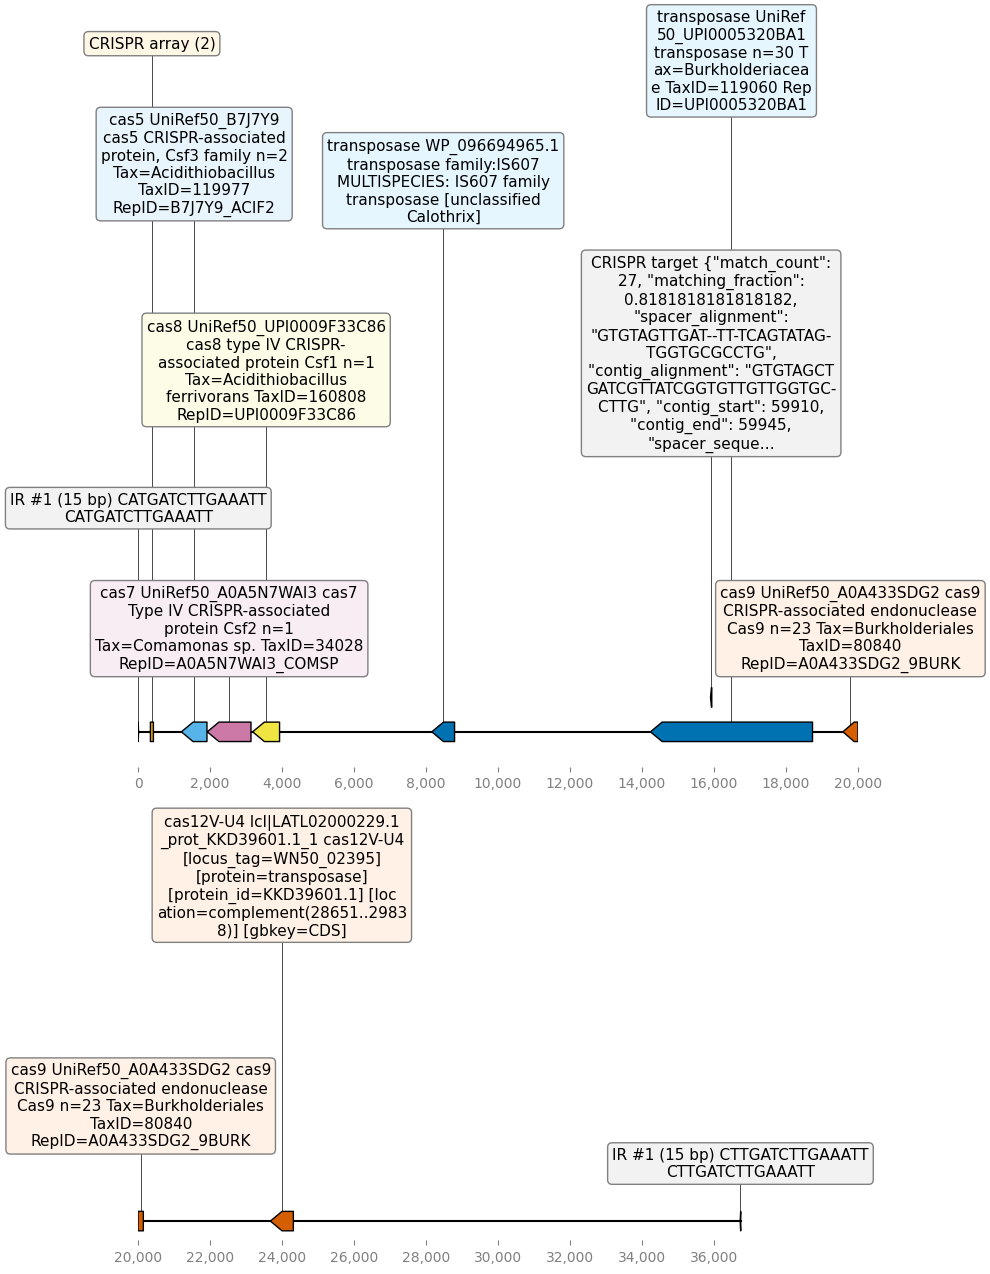 CRISPR array (2)
cas5 UniRef50_B7J7Y9
cas5 CRISPR-associated
protein, Csf3 family n=2
Tax=Acidithiobacillus
TaxID=119977
RepID=B7J7Y9_ACIF2
transposase WP_096694965.1
transposase family:IS607
MULTISPECIES: IS607 family
transposase [unclassified
Calothrix]
transposase UniRef
50_UPI0005320BA1
transposase n=30 T
ax=Burkholderiacea
e TaxID=119060 Rep
ID=UPI0005320BA1
cas8 UniRef50_UPI0009F33C86
cas8 type IV CRISPR-
associated protein Csf1 n=1
Tax=Acidithiobacillus
ferrivorans TaxID=160808
RepID=UPI0009F33C86
CRISPR target {"match_count":
27, "matching_fraction":
0.8181818181818182,
"spacer_alignment":
"GTGTAGTTGAT--TT-TCAGTATAG-
TGGTGCGCCTG",
"contig_alignment": "GTGTAGCT
GATCGTTATCGGTGTTGTTGGTGC-
CTTG", "contig_start": 59910,
"contig_end": 59945,
"spacer_seque...
IR #1 (15 bp) CATGATCTTGAAATT
CATGATCTTGAAATT
cas7 UniRef50_A0A5N7WAI3 cas7
Type IV CRISPR-associated
protein Csf2 n=1
Tax=Comamonas sp. TaxID=34028
RepID=A0A5N7WAI3_COMSP
cas9 UniRef50_A0A433SDG2 cas9
CRISPR-associated endonuclease
Cas9 n=23 Tax=Burkholderiales
TaxID=80840
RepID=A0A433SDG2_9BURK
0 2,000 4,000 6,000 8,000 10,000 12,000 14,000 16,000 18,000 20,000
cas12V-U4 lcl|LATL02000229.1
_prot_KKD39601.1_1 cas12V-U4
[locus_tag=WN50_02395]
[protein=transposase]
[protein_id=KKD39601.1] [loc
ation=complement(28651..2983
8)] [gbkey=CDS]
cas9 UniRef50_A0A433SDG2 cas9
CRISPR-associated endonuclease
Cas9 n=23 Tax=Burkholderiales
TaxID=80840
RepID=A0A433SDG2_9BURK
IR #1 (15 bp) CTTGATCTTGAAATT
CTTGATCTTGAAATT
20,000 22,000 24,000 26,000 28,000 30,000 32,000 34,000 36,000